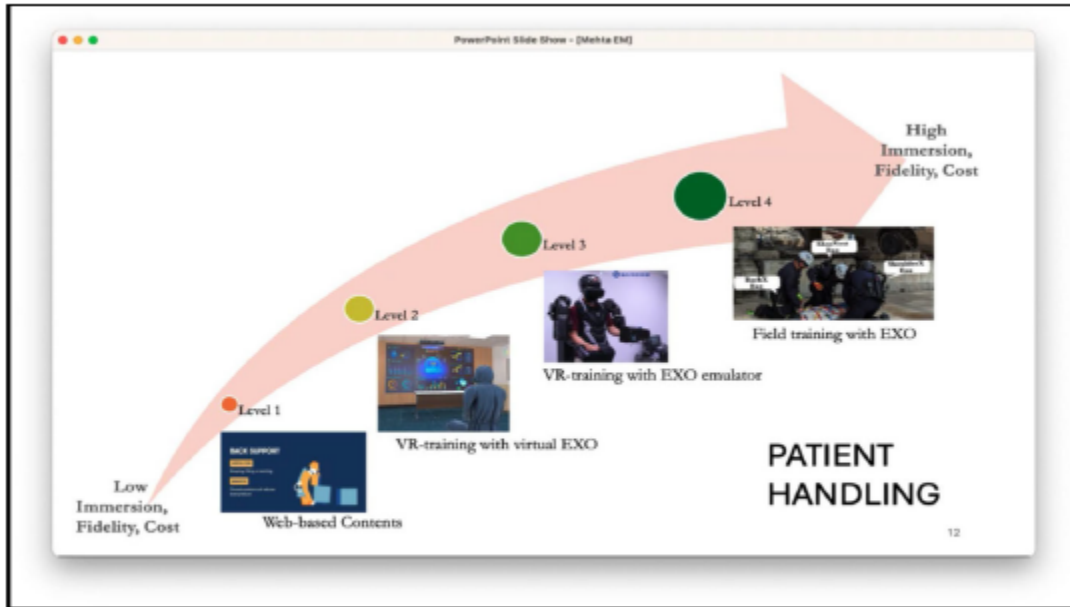 PowerPoint Slide Show - [Mehta EM]
High
Immersion,
Fidelity, Cost
Level 4
Level 3
Field training with EXO
Level 2
VR-training with EXO emulator
Level 1
VR-training with virtual EXO
BACK SUPPORT
Web-based Contents
Low
Immersion,
Fidelity, Cost
PATIENT
HANDLING
12